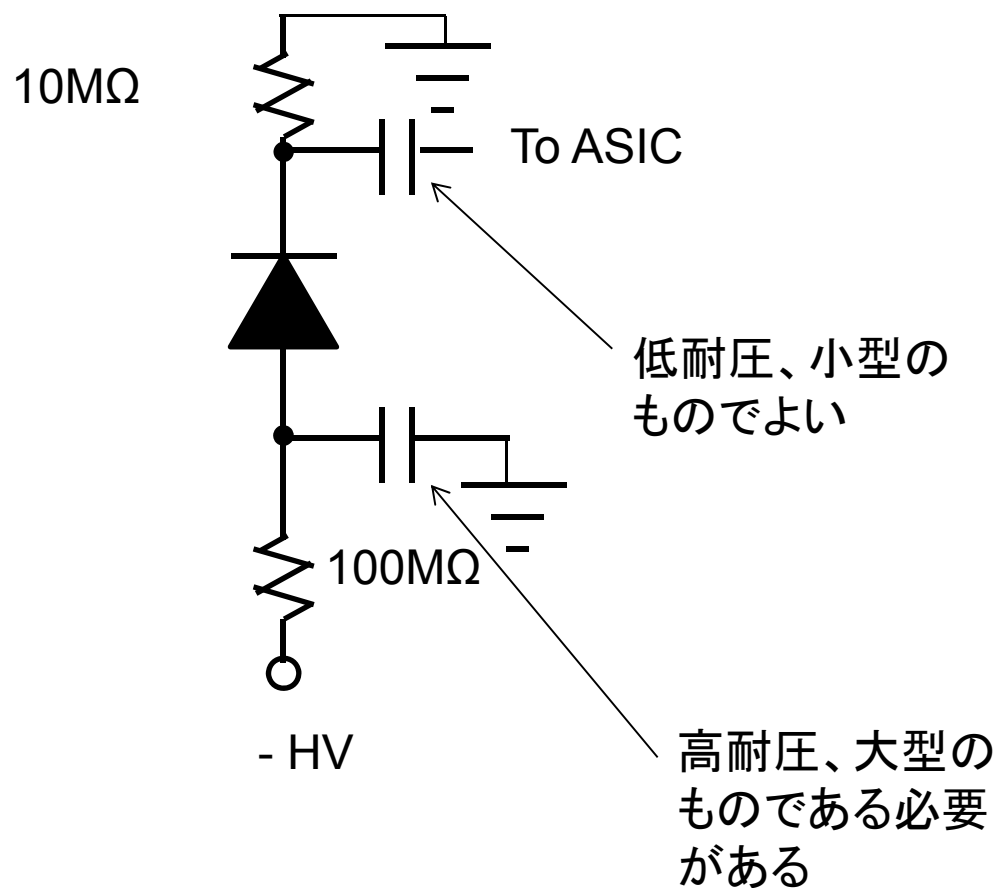 10MΩ
To ASIC
低耐圧、小型の
ものでよい
100MΩ
- HV
高耐圧、大型の
ものである必要
がある